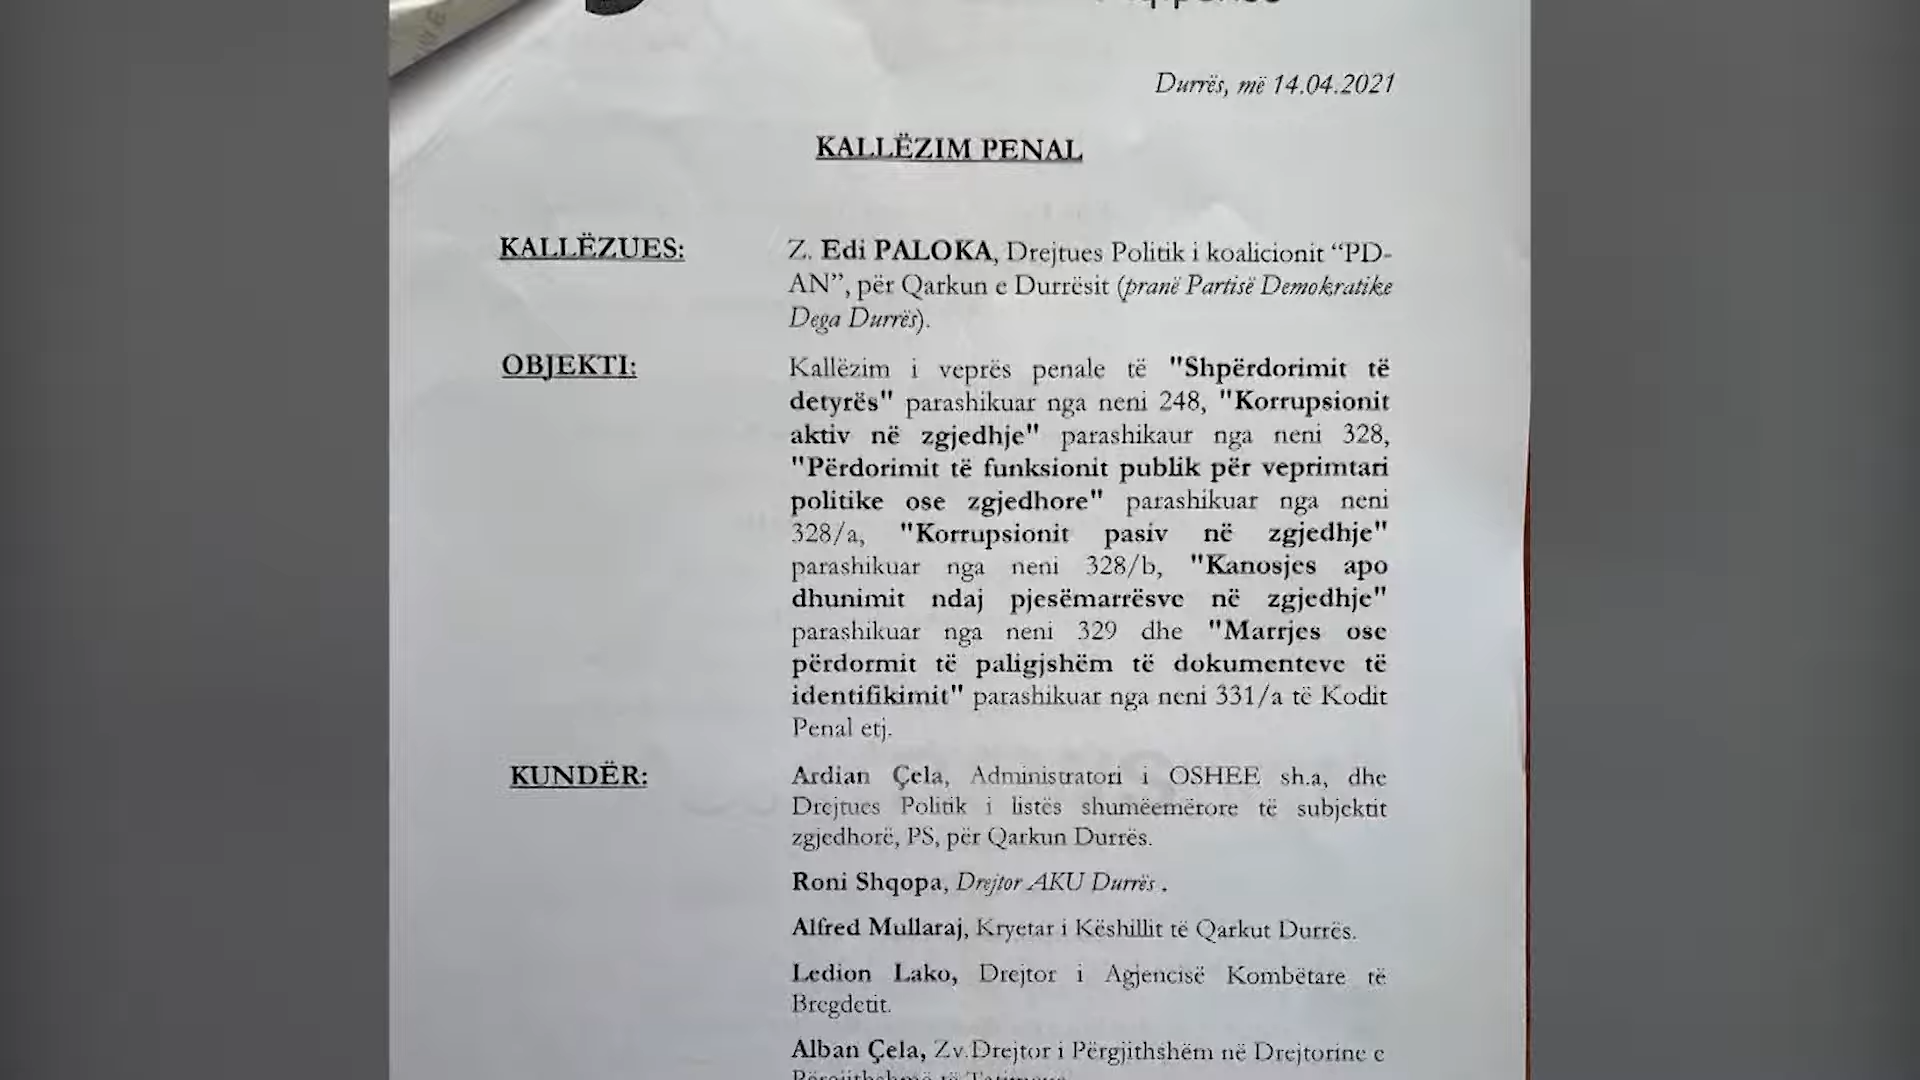 Durrës, më 14.04.2021
KALLËZIM PENAL
KALLËZUES:
Z. Edi PALOKA, Drejtues Politik i koalicionit “PD-
AN”, për Qarkun e Durrësit (pranë Partisë Demokratike
Dega Durrës).
OBJEKTI:
Kallëzim i veprës penale të "Shpërdorimit të
detyrës" parashikuar nga neni 248, "Korrupsionit
aktiv në zgjedhje" parashikaur nga neni 328,
"Përdorimit të funksionit publik për veprimtari
politike ose zgjedhore" parashikuar nga neni
328/a, "Korrupsionit pasiv në zgjedhje"
parashikuar nga neni 328/b, "Kanosjes apo
dhunimit ndaj pjesëmarrësve në zgjedhje"
parashikuar nga neni 329 dhe "Marrjes ose
përdormit të paligjshëm të dokumenteve të
identifikimit" parashikuar nga neni 331/a të Kodit
Penal etj.
KUNDËR:
Ardian Çela, Administratori i OSHEE sh.a, dhe
Drejtues Politik i listës shumëemërore të subjektit
zgjedhorë, PS, për Qarkun Durrës.
Roni Shqopa, Drejtor AKU Durrës .
Alfred Mullaraj, Kryetar i Këshillit të Qarkut Durrës.
Ledion Lako, Drejtor i Agjencisë Kombëtare të
Bregdetit.
Alban Çela, Zv.Drejtor i Përgjithshëm në Drejtorine e